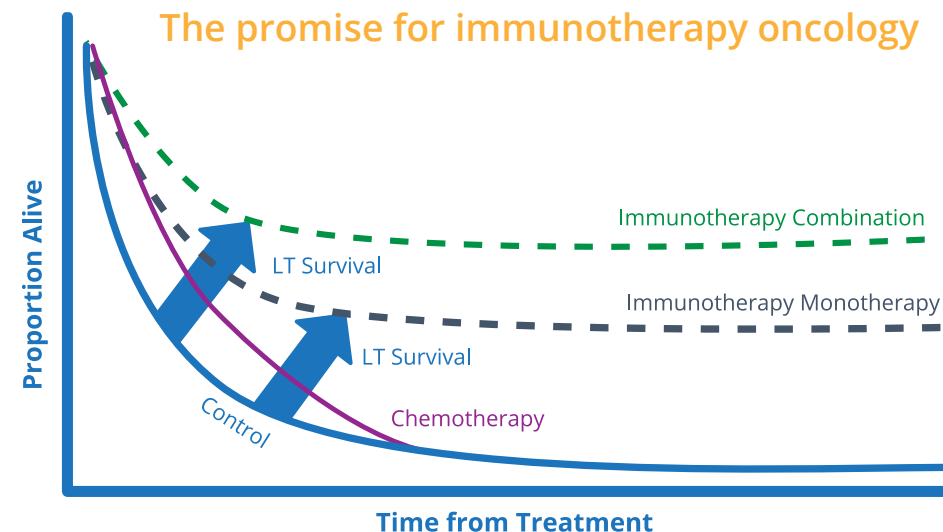 The promise for immunotherapy oncology
Proportion Alive
Immunotherapy Combination
LT Survival
Immunotherapy Monotherapy
LT Survival
Control
Chemotherapy
Time from Treatment